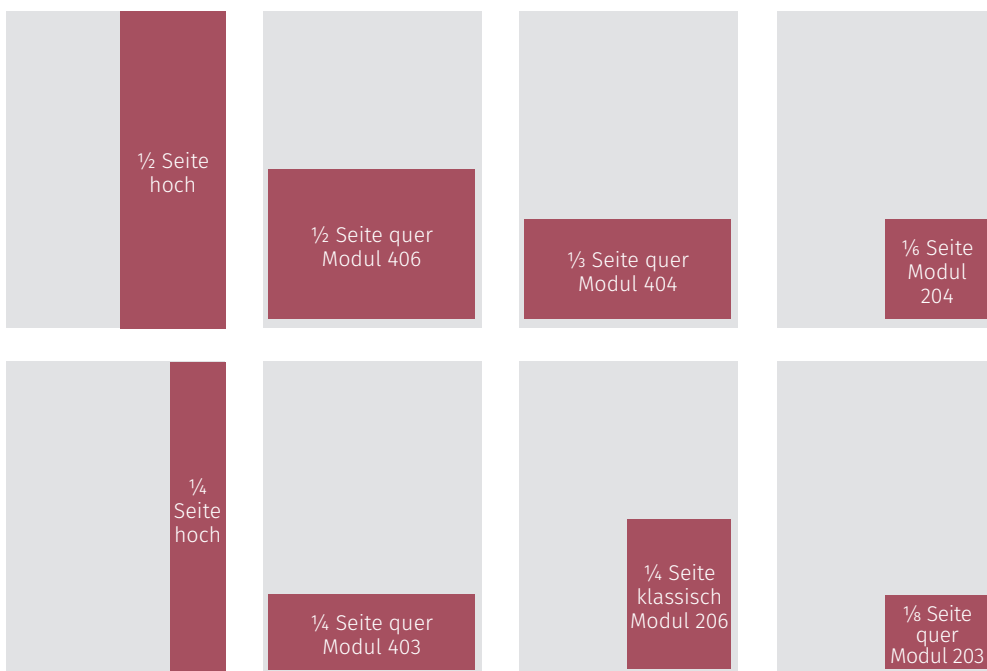 ½ Seite
hoch
½ Seite quer
Modul 406
⅓ Seite quer
Modul 404
⅙ Seite
Modul
204
¼
Seite
hoch
¼ Seite quer
Modul 403
¼ Seite
klassisch
Modul 206
⅛ Seite
quer
Modul 203